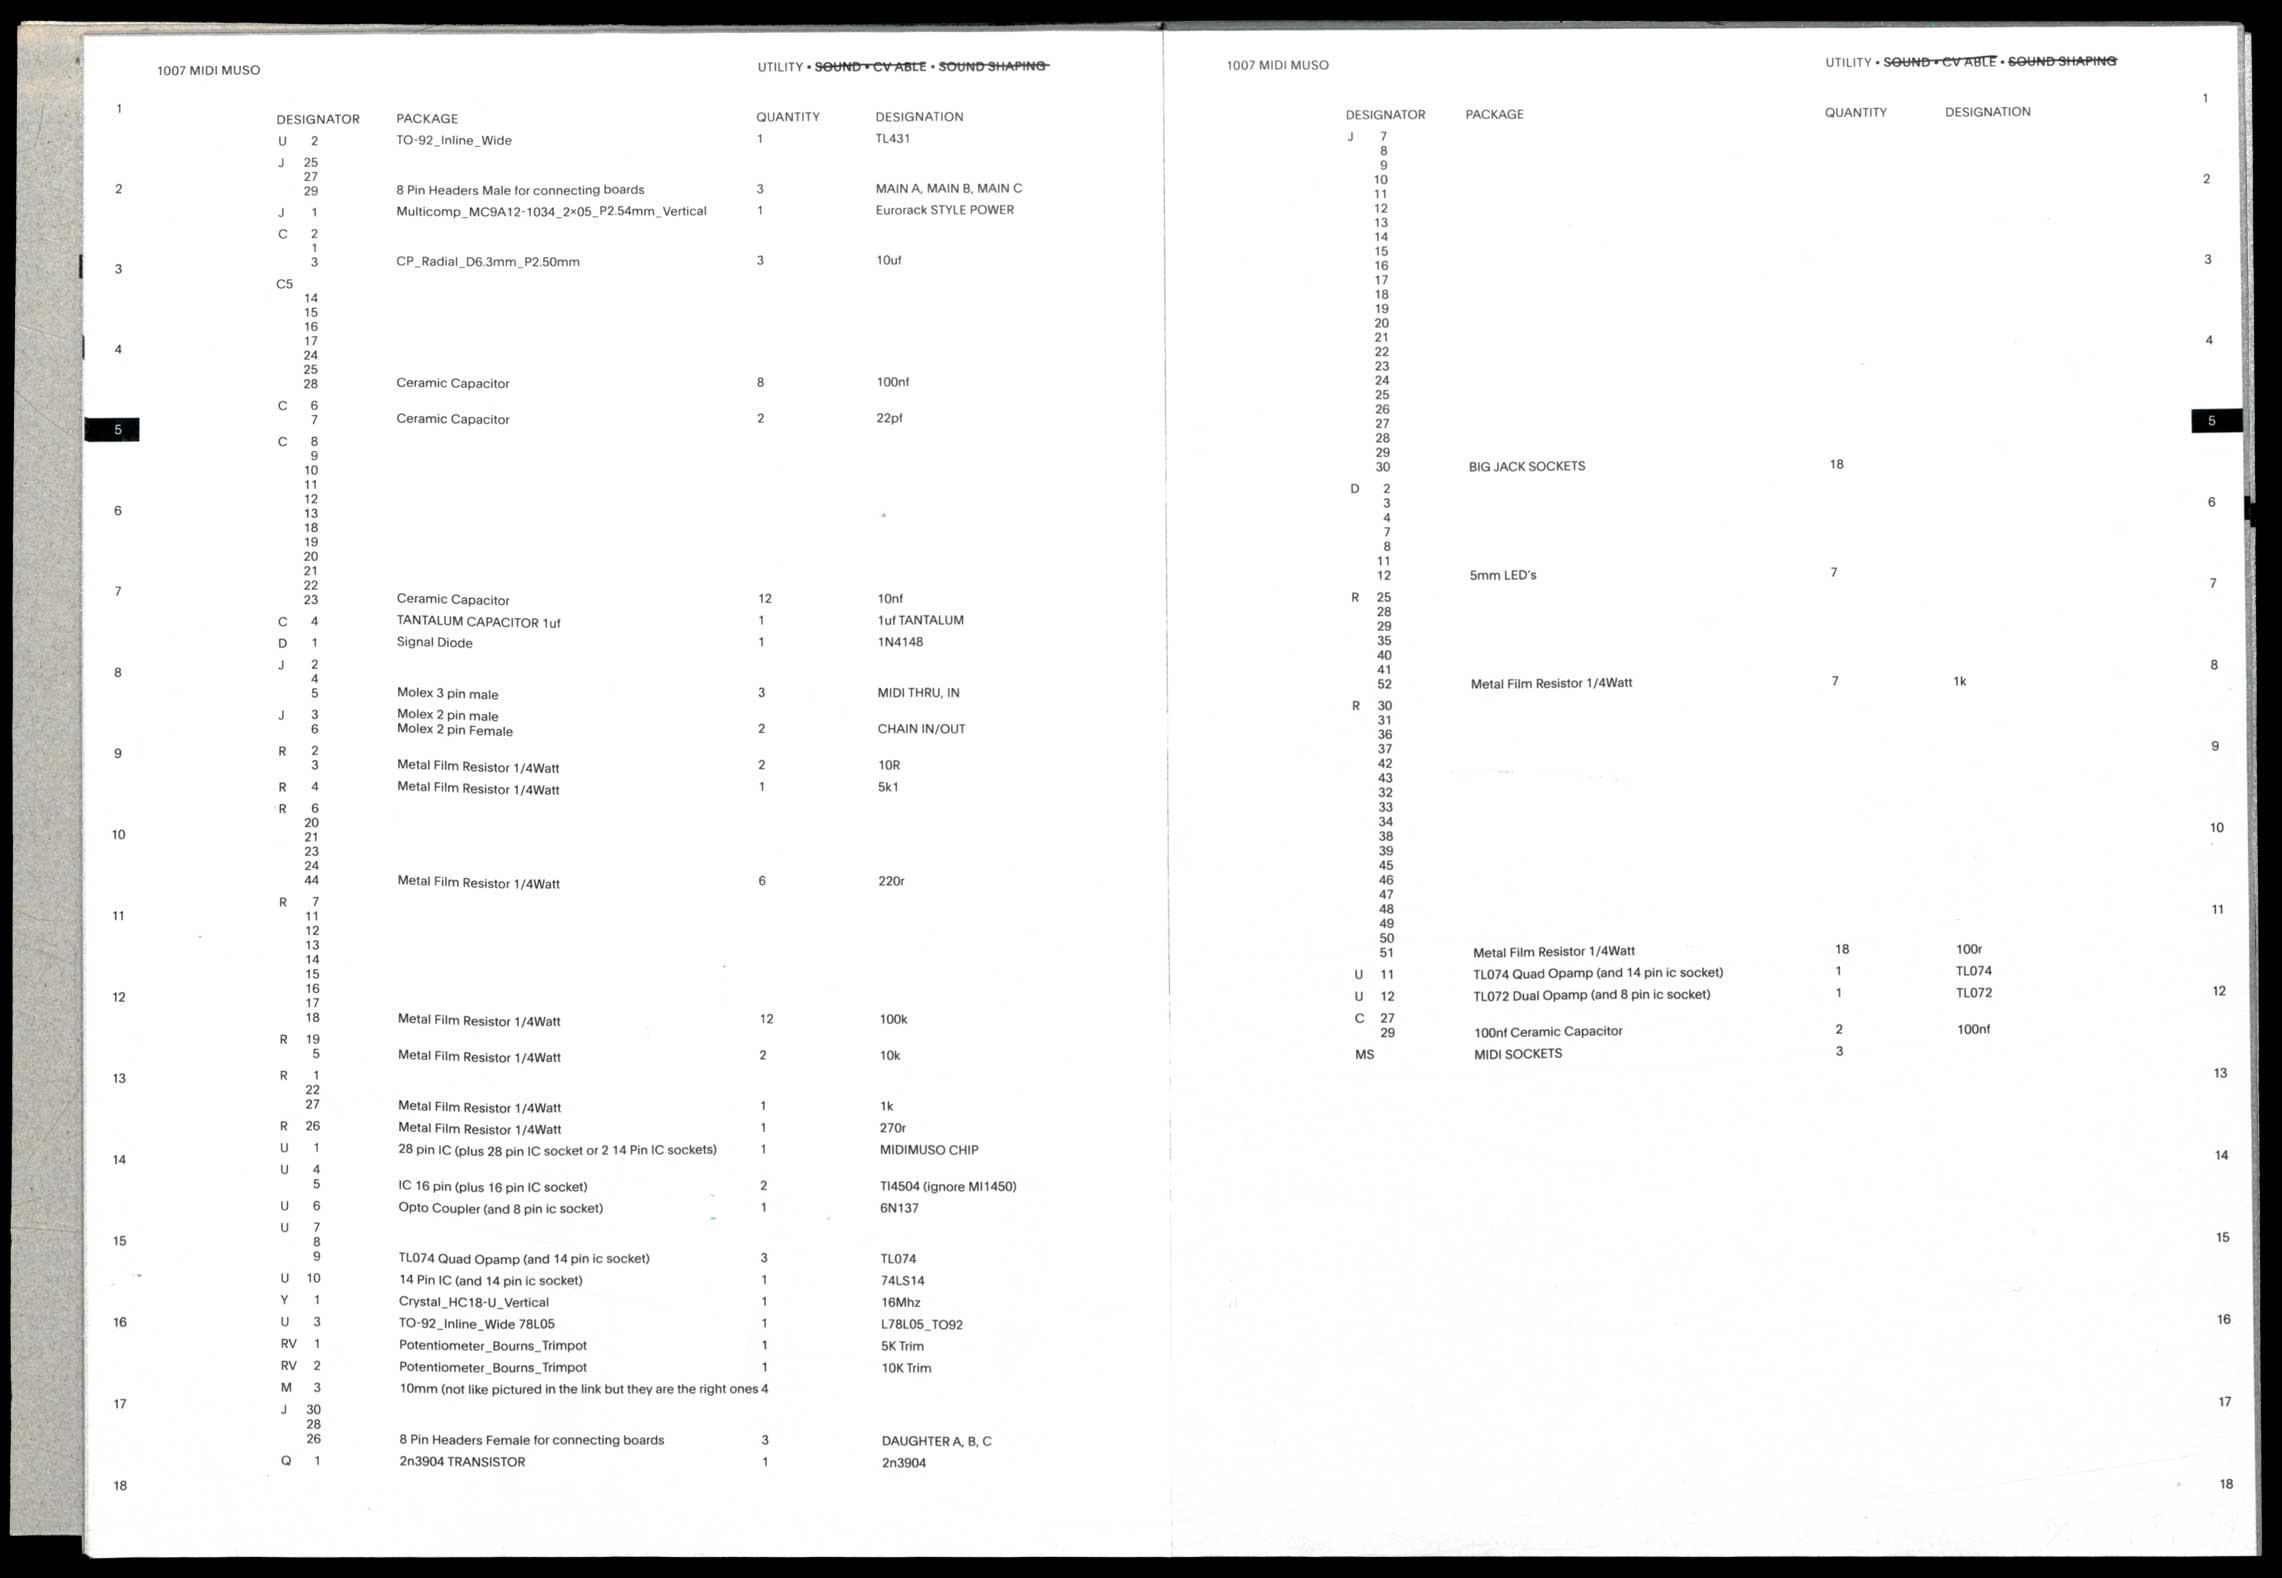 1007 MIDI MUSO
UTILITY • SOUND • CV ABLE • SOUND SHAPING
DESIGNATOR PACKAGE QUANTITY DESIGNATION
U 2 TO-92_Inline_Wide 1 TL431
J 25
27
29 8 Pin Headers Male for connecting boards 3 MAIN A, MAIN B, MAIN C
J 1 Multicomp_MC9A12-1034_2×05_P2.54mm_Vertical 1 Eurorack STYLE POWER
C 2
1
3 CP_Radial_D6.3mm_P2.50mm 3 10uf
C5
14
15
16
17
24
25
28 Ceramic Capacitor 8 100nf
C 6
7 Ceramic Capacitor 2 22pf
C 8
9
10
11
12
13
18
19
20
21
22
23 Ceramic Capacitor 12 10nf
C 4 TANTALUM CAPACITOR 1uf 1 1uf TANTALUM
D 1 Signal Diode 1 1N4148
J 2
4
5 Molex 3 pin male 3 MIDI THRU, IN
J 3 Molex 2 pin male
6 Molex 2 pin Female 2 CHAIN IN/OUT
R 2
3 Metal Film Resistor 1/4Watt 2 10R
R 4 Metal Film Resistor 1/4Watt 1 5k1
R 6
20
21
23
24
44 Metal Film Resistor 1/4Watt 6 220r
R 7
11
12
13
14
15
16
17
18 Metal Film Resistor 1/4Watt 12 100k
R 19
5 Metal Film Resistor 1/4Watt 2 10k
R 1
22
27 Metal Film Resistor 1/4Watt 1 1k
R 26 Metal Film Resistor 1/4Watt 1 270r
U 1 28 pin IC (plus 28 pin IC socket or 2 14 Pin IC sockets) 1 MIDIMUSO CHIP
U 4
5 IC 16 pin (plus 16 pin IC socket) 2 TI4504 (ignore MI1450)
U 6 Opto Coupler (and 8 pin ic socket) 1 6N137
U 7
8
9 TL074 Quad Opamp (and 14 pin ic socket) 3 TL074
U 10 14 Pin IC (and 14 pin ic socket) 1 74LS14
Y 1 Crystal_HC18-U_Vertical 1 16Mhz
U 3 TO-92_Inline_Wide 78L05 1 L78L05_TO92
RV 1 Potentiometer_Bourns_Trimpot 1 5K Trim
RV 2 Potentiometer_Bourns_Trimpot 1 10K Trim
M 3 10mm (not like pictured in the link but they are the right ones 4
J 30
28
26 8 Pin Headers Female for connecting boards 3 DAUGHTER A, B, C
Q 1 2n3904 TRANSISTOR 1 2n3904
1
2
3
4
5
6
7
8
9
10
11
12
13
14
15
16
17
18
1007 MIDI MUSO
UTILITY • SOUND • CV ABLE • SOUND SHAPING
DESIGNATOR PACKAGE QUANTITY DESIGNATION
J 7
8
9
10
11
12
13
14
15
16
17
18
19
20
21
22
23
24
25
26
27
28
29
30 BIG JACK SOCKETS 18
D 2
3
4
7
8
11
12 5mm LED's 7
R 25
28
29
35
40
41
52 Metal Film Resistor 1/4Watt 7 1k
R 30
31
36
37
42
43
32
33
34
38
39
45
46
47
48
49
50
51 Metal Film Resistor 1/4Watt 18 100r
U 11 TL074 Quad Opamp (and 14 pin ic socket) 1 TL074
U 12 TL072 Dual Opamp (and 8 pin ic socket) 1 TL072
C 27
29 100nf Ceramic Capacitor 2 100nf
MS MIDI SOCKETS 3
1
2
3
4
5
6
7
8
9
10
11
12
13
14
15
16
17
18